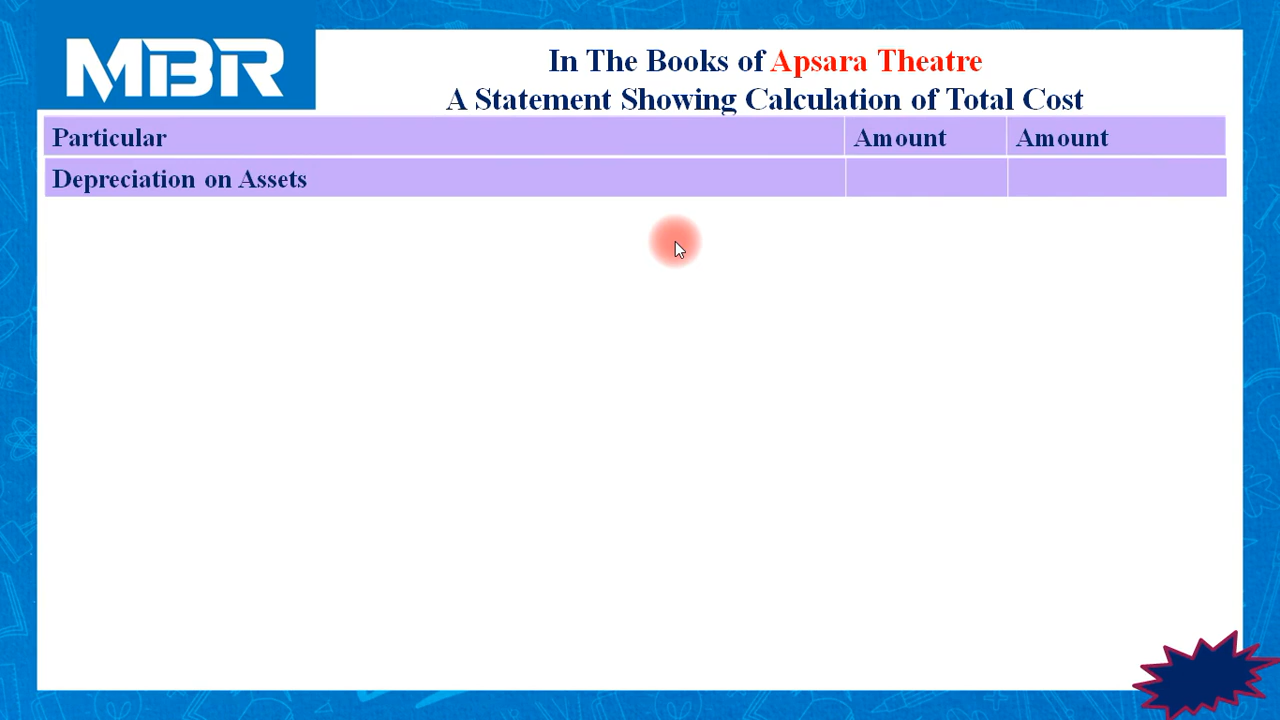 MBR
In The Books of Apsara Theatre
A Statement Showing Calculation of Total Cost
Particular Amount Amount
Depreciation on Assets